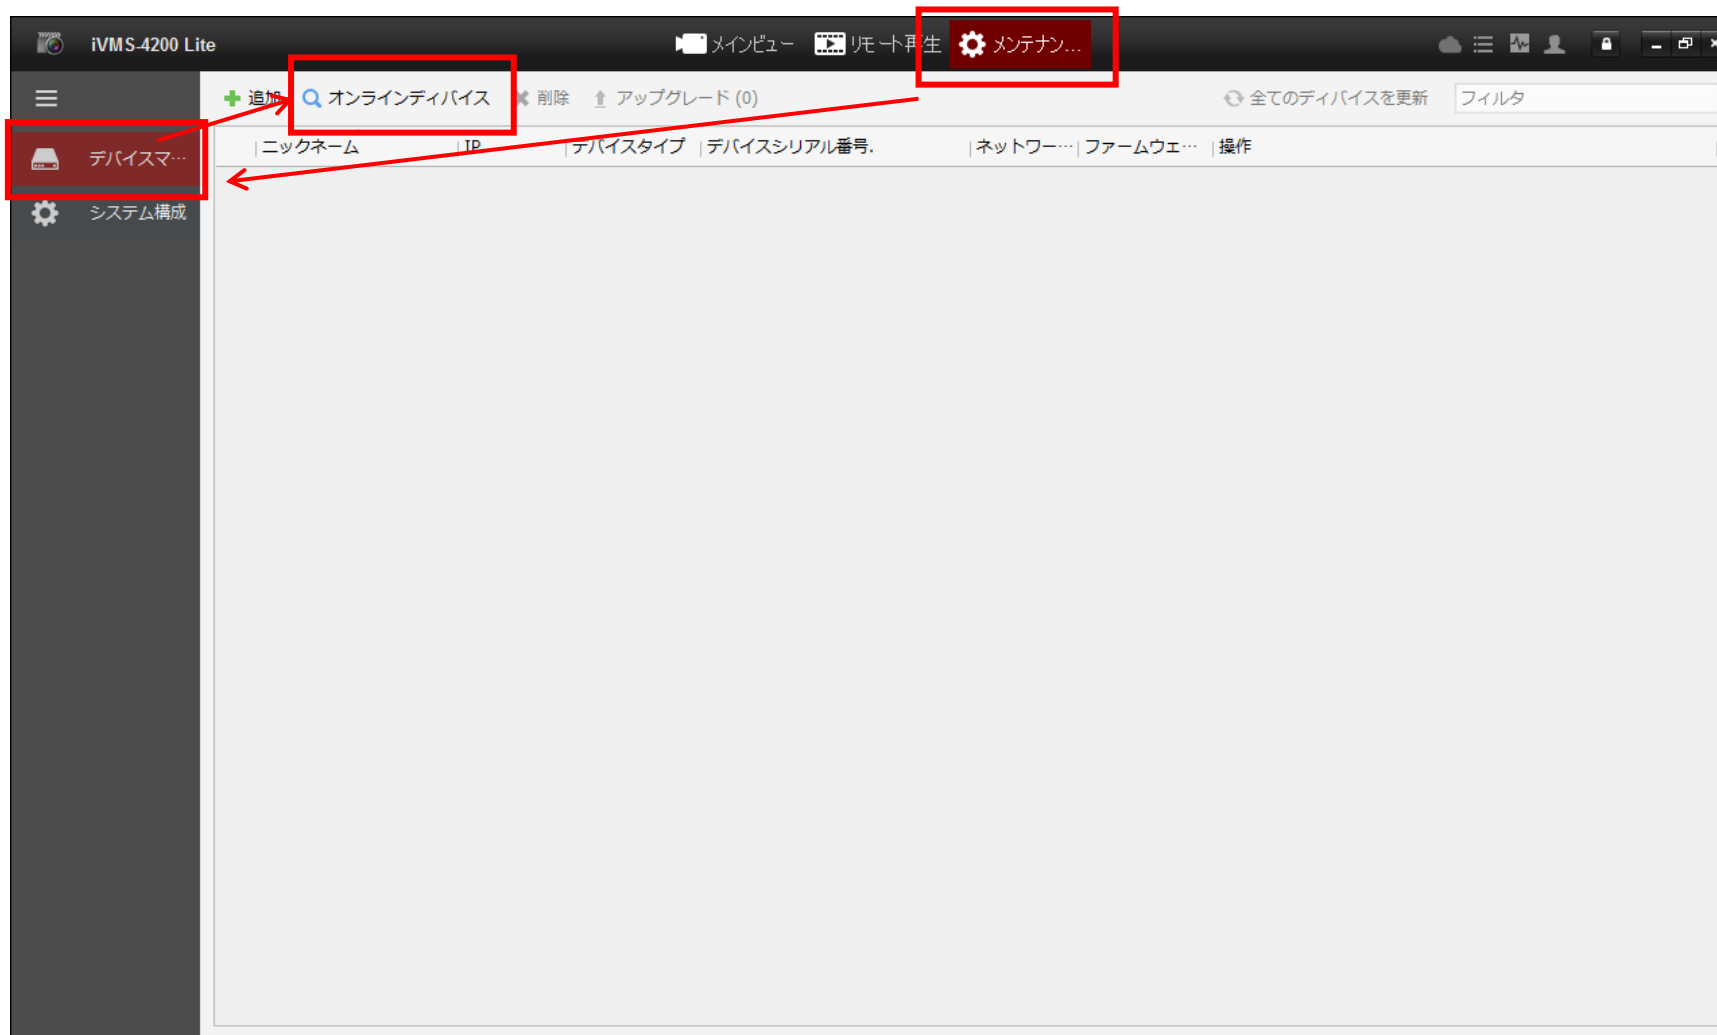 iVMS-4200 Lite メインビュー リモート再生 メンテナン...
追加 オンラインディバイス 削除 アップグレード (0) 全てのディバイスを更新 フィルタ
ニックネーム IP デバイスタイプ デバイスシリアル番号. ネットワー… ファームウェ… 操作
デバイスマ…
システム構成